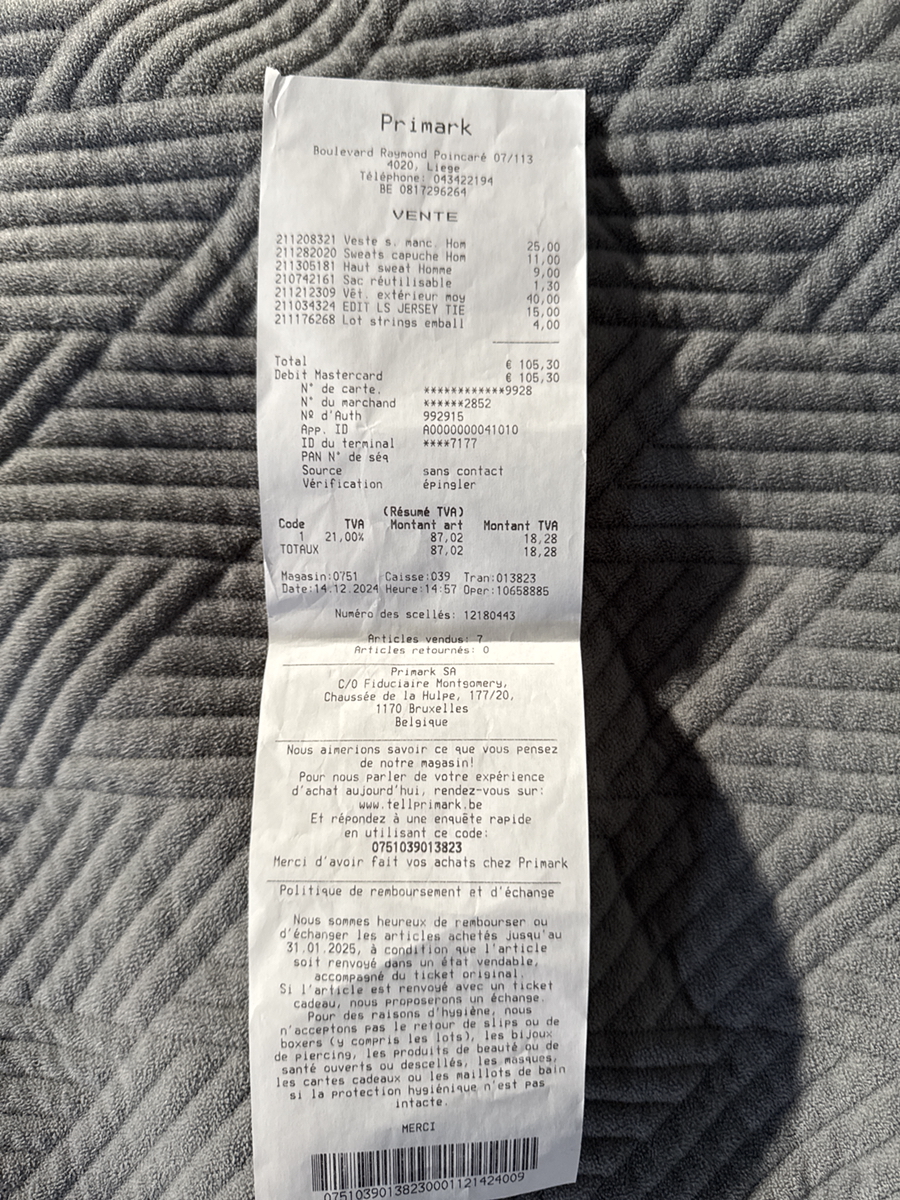 Primark
Boulevard Raymond Poincaré 07/113
4020, Liege
Téléphone: 043422194
BE 0817296264
VENTE
211208321 Veste s. manc. Hom 25,00
211282020 Sweats capuche Hom 11,00
211305181 Haut sweat Homme 9,00
210742161 Sac réutilisable 1,30
211212309 Vêt. extérieur moy 40,00
211034324 EDIT LS JERSEY TIE 15,00
211176268 Lot strings emball 4,00
Total € 105,30
Debit Mastercard € 105,30
N° de carte. ************9928
N° du marchand ******2852
Nº d'Auth 992915
App. ID A0000000041010
ID du terminal ****7177
PAN N° de séq
Source sans contact
Vérification épingler
(Résumé TVA)
Code TVA Montant art Montant TVA
1 21,00% 87,02 18,28
TOTAUX 87,02 18,28
Magasin:0751 Caisse:039 Tran:013823
Date:14.12.2024 Heure:14:57 Oper:10658885
Numéro des scellés: 12180443
Articles vendus: 7
Articles retournés: 0
Primark SA
C/O Fiduciaire Montgomery,
Chaussée de la Hulpe, 177/20,
1170 Bruxelles
Belgique
Nous aimerions savoir ce que vous pensez
de notre magasin!
Pour nous parler de votre expérience
d'achat aujourd'hui, rendez-vous sur:
www.tellprimark.be
Et répondez à une enquête rapide
en utilisant ce code:
0751039013823
Merci d'avoir fait vos achats chez Primark
Politique de remboursement et d'échange
Nous sommes heureux de rembourser ou
d'échanger les articles achetés jusqu'au
31.01.2025, à condition que l'article
soit renvoyé dans un état vendable,
accompagné du ticket original.
Si l'article est renvoyé avec un ticket
cadeau, nous proposerons un échange.
Pour des raisons d'hygiène, nous
n'acceptons pas le retour de slips ou de
boxers (y compris les lots), les bijoux
de piercing, les produits de beauté ou de
santé ouverts ou descellés, les masques,
les cartes cadeaux ou les maillots de bain
si la protection hygiénique n'est pas
intacte.
MERCI
07510390138230001121424009